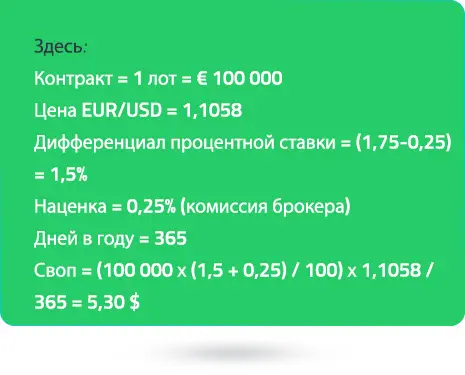 Здесь:
Контракт = 1 лот = € 100 000
Цена EUR/USD = 1,1058
Дифференциал процентной ставки = (1,75-0,25)
= 1,5%
Наценка = 0,25% (комиссия брокера)
Дней в году = 365
Своп = (100 000 x (1,5 + 0,25) / 100) x 1,1058 /
365 = 5,30 $